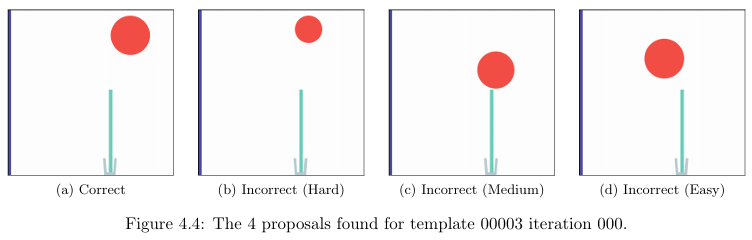 (a) Correct
(b) Incorrect (Hard)
(c) Incorrect (Medium)
(d) Incorrect (Easy)
Figure 4.4: The 4 proposals found for template 00003 iteration 000.